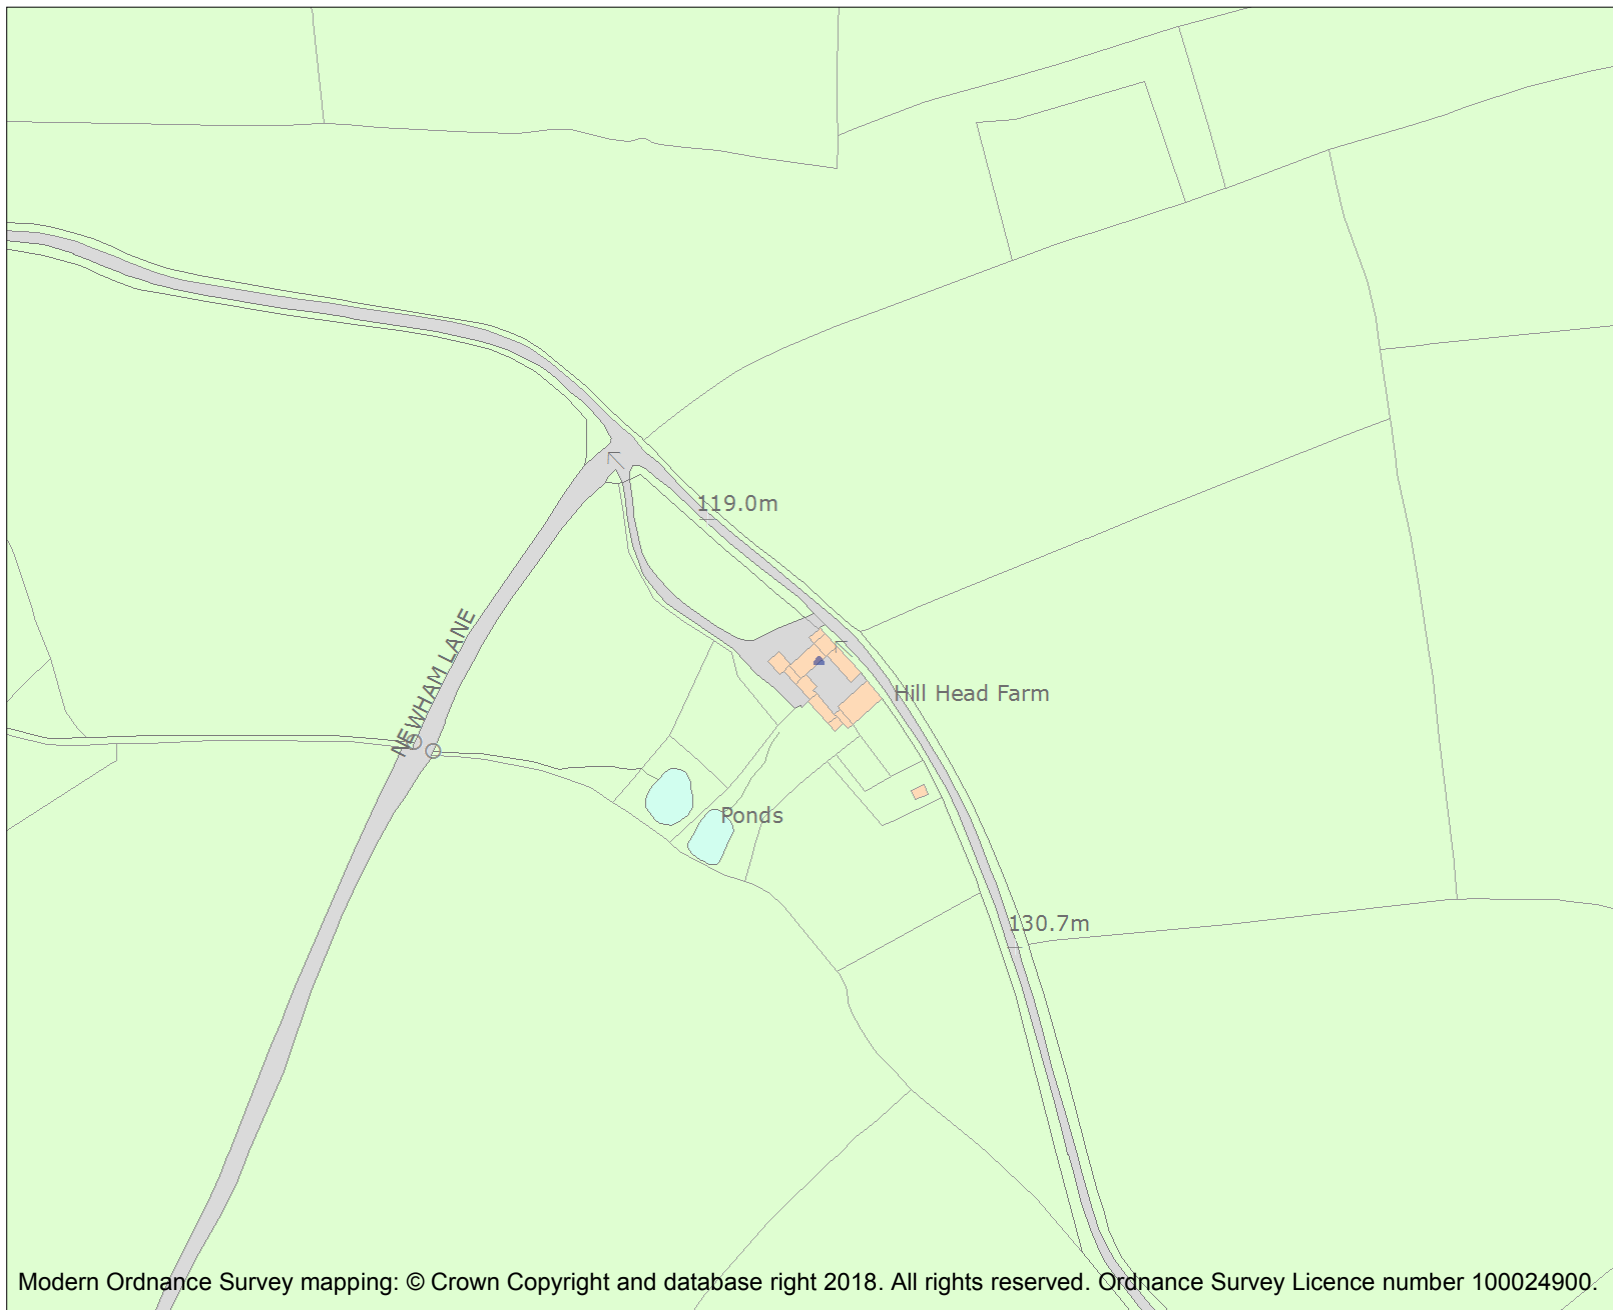 119.0m
NEWHAM LANE
Hill Head Farm
Ponds
130.7m
Modern Ordnance Survey mapping: © Crown Copyright and database right 2018. All rights reserved. Ordnance Survey Licence number 100024900.